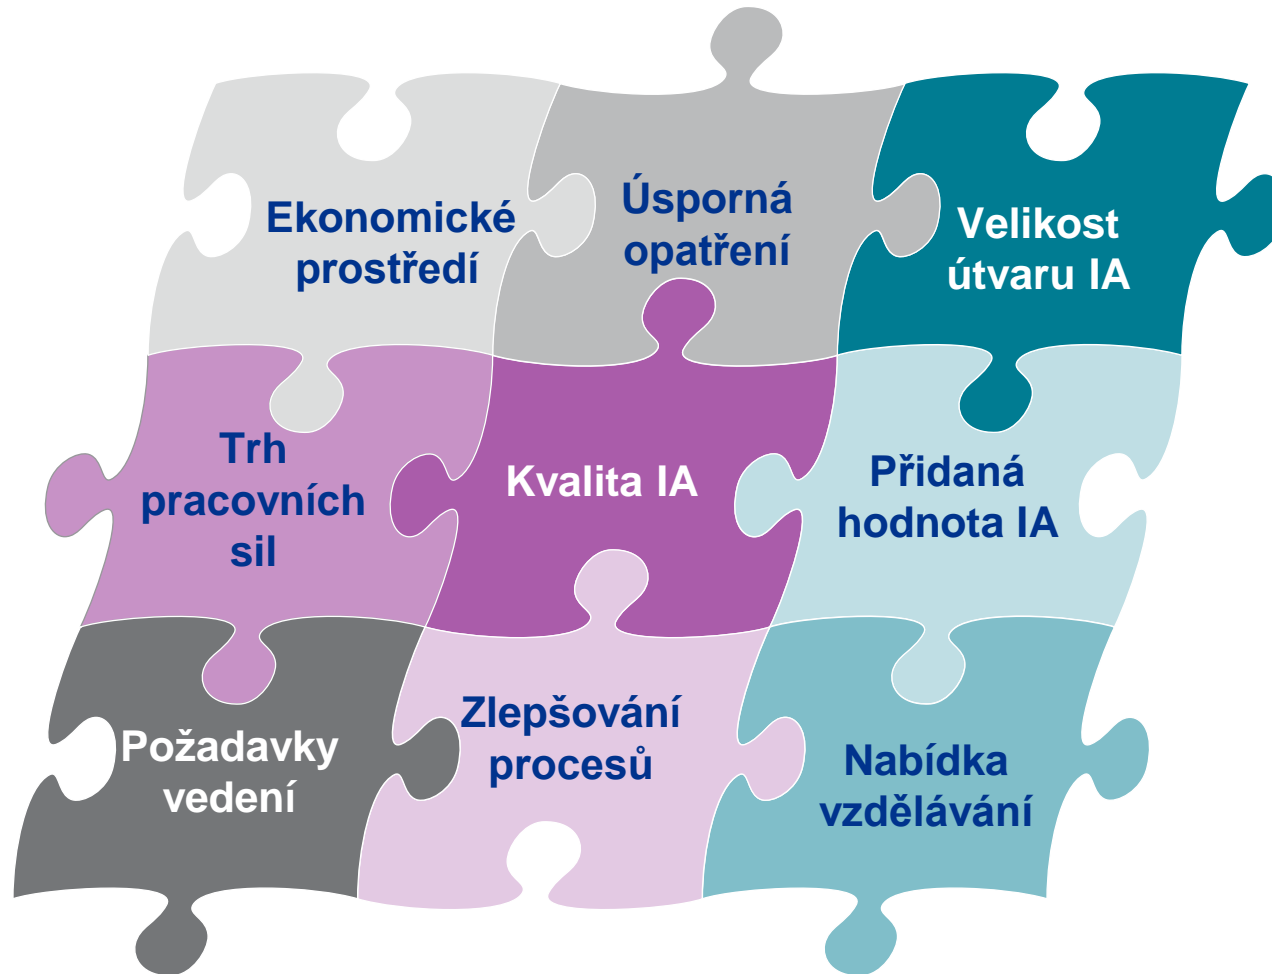 Ekonomické
prostředí
Úsporná
opatření
Velikost
útvaru IA
Trh
pracovních
sil
Kvalita IA
Přidaná
hodnota IA
Požadavky
vedení
Zlepšování
procesů
Nabídka
vzdělávání